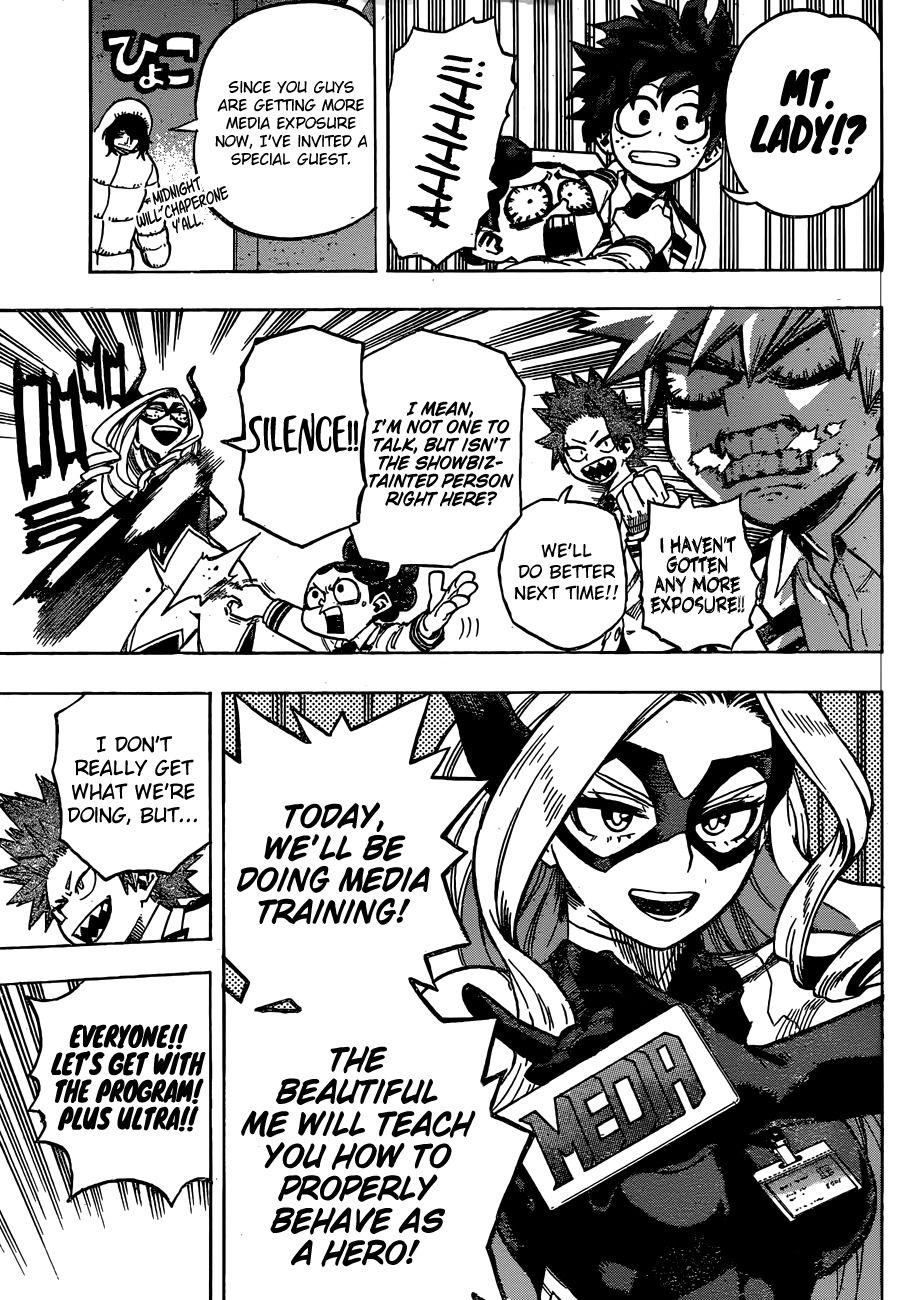 MT.
LADY!?
AHHHH!!
SINCE YOU GUYS
ARE GETTING MORE
MEDIA EXPOSURE
NOW, I'VE INVITED A
SPECIAL GUEST.
ひょこ
*MIDNIGHT
WILL CHAPERONE
Y'ALL.
I HAVEN'T
GOTTEN
ANY MORE
EXPOSURE!!
WE'LL
DO BETTER
NEXT TIME!!
I MEAN,
I'M NOT ONE TO
TALK, BUT ISN'T
THE SHOWBIZ-
TAINTED PERSON
RIGHT HERE?
SILENCE!!
TODAY,
WE'LL BE
DOING MEDIA
TRAINING!
THE
BEAUTIFUL
ME WILL TEACH
YOU HOW TO
PROPERLY
BEHAVE AS
A HERO!
MEDIA
I DON'T
REALLY GET
WHAT WE'RE
DOING, BUT...
EVERYONE!!
LET'S GET WITH
THE PROGRAM!
PLUS ULTRA!!